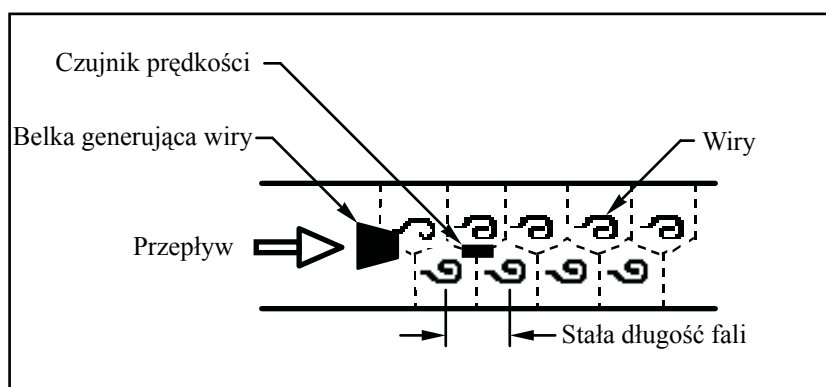 Czujnik prędkości
Belka generująca wiry
Wiry
Przepływ
Stała długość fali